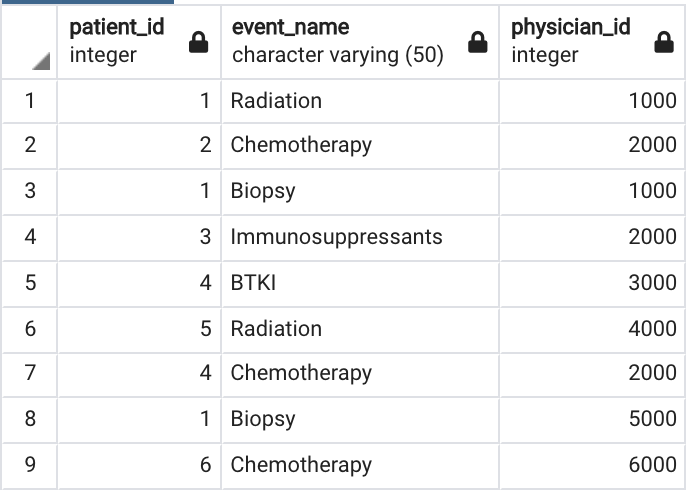 patient_id event_name physician_id
integer character varying (50) integer
1 1 Radiation 1000
2 2 Chemotherapy 2000
3 1 Biopsy 1000
4 3 Immunosuppressants 2000
5 4 BTKI 3000
6 5 Radiation 4000
7 4 Chemotherapy 2000
8 1 Biopsy 5000
9 6 Chemotherapy 6000